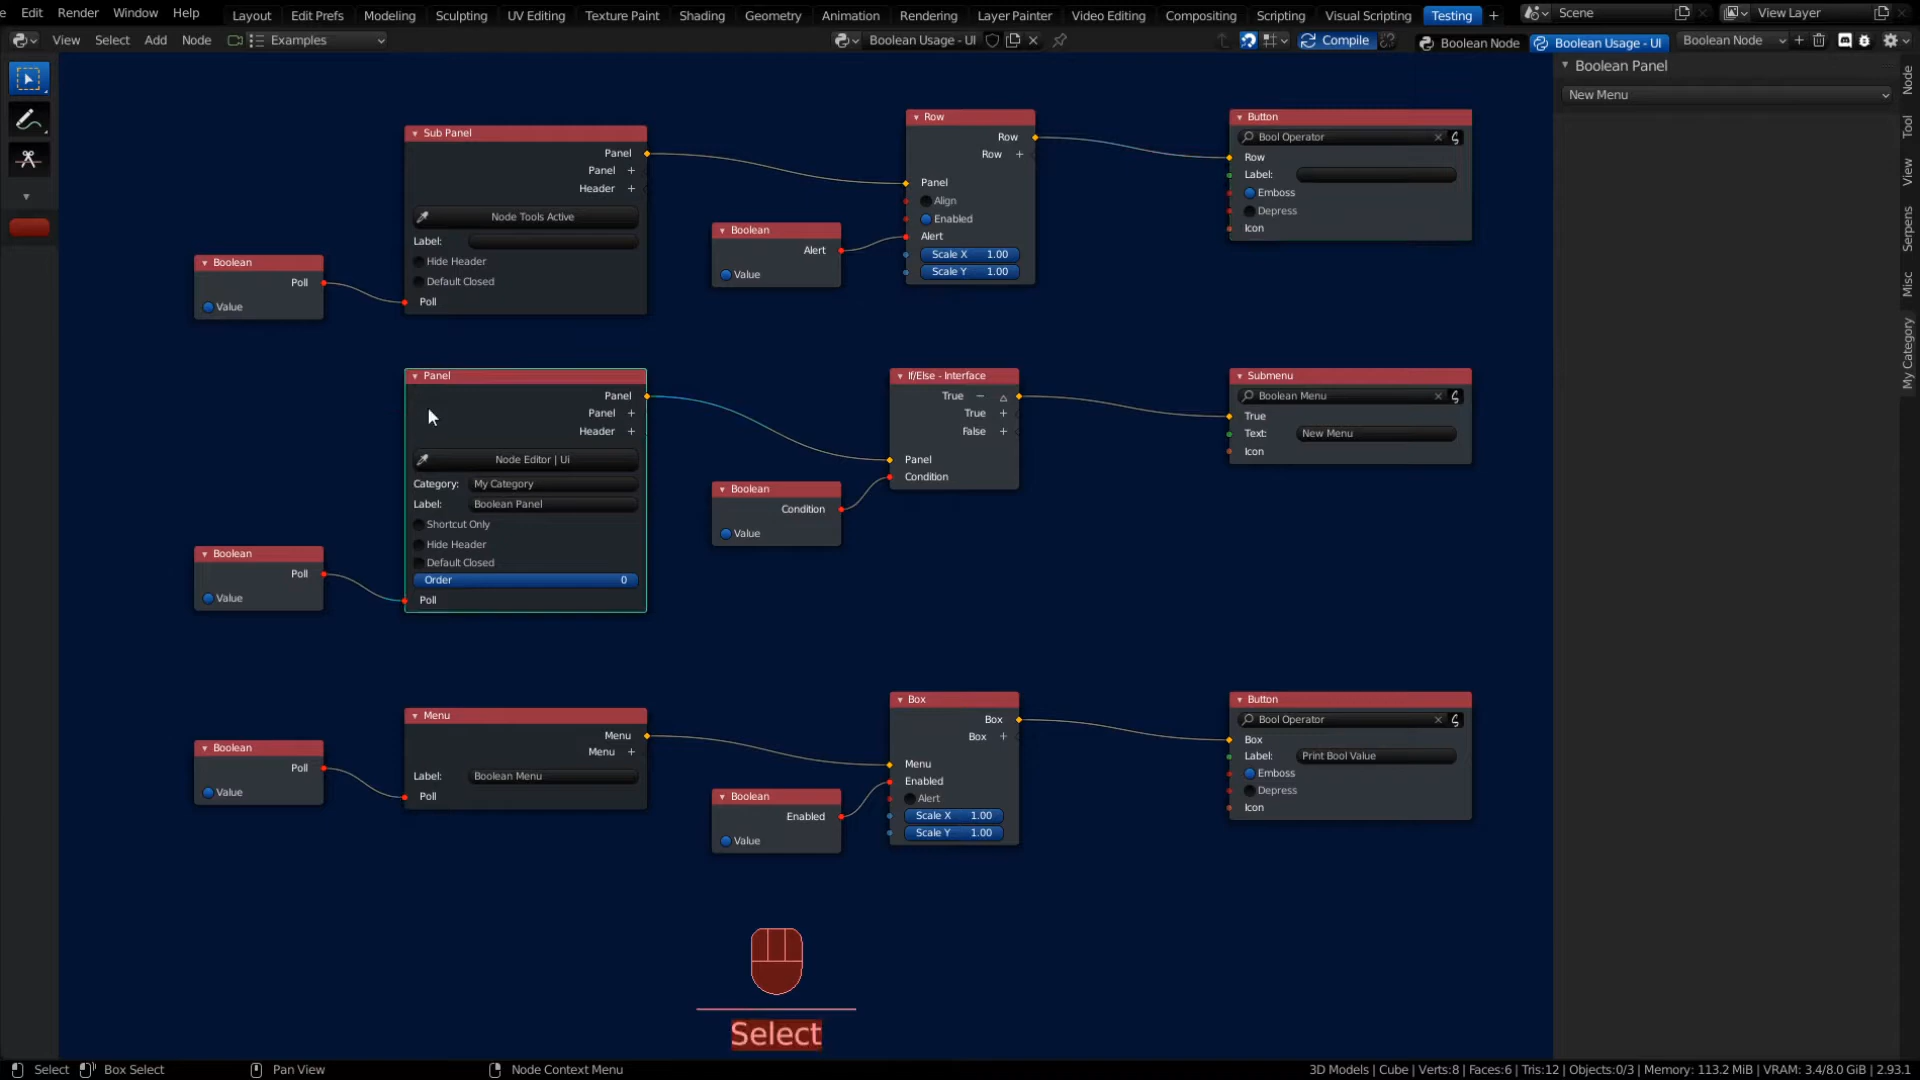 Edit Render Window Help Layout Edit Prefs Modeling Sculpting UV Editing Texture Paint Shading Geometry Animation Rendering Layer Painter Video Editing Compositing Scripting Visual Scripting Testing + Scene View Layer
View Select Add Node Examples Boolean Usage - UI Compile Boolean Node Boolean Usage - UI Boolean Node
Boolean Panel
New Menu
Node
Tool
View
Serpens
Misc
My Category
Sub Panel
Panel
Panel +
Header +
Node Tools Active
Label:
Hide Header
Default Closed
Poll
Boolean
Poll
Value
Row
Row
Row +
Panel
Align
Enabled
Alert
Scale X 1.00
Scale Y 1.00
Boolean
Alert
Value
Button
Bool Operator
Row
Label:
Emboss
Depress
Icon
Panel
Panel
Panel +
Header +
Node Editor | Ui
Category: My Category
Label: Boolean Panel
Shortcut Only
Hide Header
Default Closed
Order 0
Poll
Boolean
Poll
Value
If/Else - Interface
True −
True +
False +
Panel
Condition
Boolean
Condition
Value
Submenu
Boolean Menu
True
Text: New Menu
Icon
Menu
Menu
Menu +
Label: Boolean Menu
Poll
Boolean
Poll
Value
Box
Box
Box +
Menu
Enabled
Alert
Scale X 1.00
Scale Y 1.00
Boolean
Enabled
Value
Button
Bool Operator
Box
Label: Print Bool Value
Emboss
Depress
Icon
Select
Select Box Select Pan View Node Context Menu 3D Models | Cube | Verts:8 | Faces:6 | Tris:12 | Objects:0/3 | Memory: 113.2 MiB | VRAM: 3.4/8.0 GiB | 2.93.1